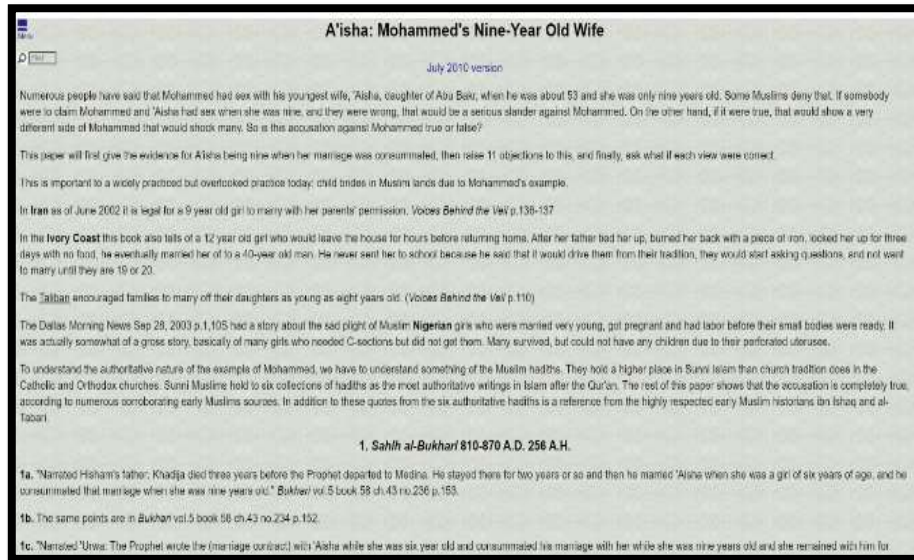 A'isha: Mohammed's Nine-Year Old Wife
Menu
Find
July 2010 version
Numerous people have said that Mohammed had sex with his youngest wife, 'Aisha, daughter of Abu Bakr, when he was about 53 and she was only nine years old. Some Muslims deny that. If somebody
were to claim Mohammed and 'Aisha had sex when she was nine, and they were wrong, that would be a serious slander against Mohammed. On the other hand, if it were true, that would show a very
different side of Mohammed that would shock many. So is this accusation against Mohammed true or false?
This paper will first give the evidence for A'isha being nine when her marriage was consummated, then raise 11 objections to this, and finally, ask what if each view were correct.
This is important to a widely practiced but overlooked practice today: child brides in Muslim lands due to Mohammed's example.
In Iran as of June 2002 it is legal for a 9 year old girl to marry with her parents' permission. Voices Behind the Veil p.136-137
In the Ivory Coast this book also tells of a 12 year old girl who would leave the house for hours before returning home. After her father tied her up, burned her back with a piece of iron, locked her up for three
days with no food, he eventually married her of to a 40-year old man. He never sent her to school because he said that it would drive them from their tradition, they would start asking questions, and not want
to marry until they are 19 or 20.
The Taliban encouraged families to marry off their daughters as young as eight years old. (Voices Behind the Veil p.110)
The Dallas Morning News Sep 28, 2003 p.1,10S had a story about the sad plight of Muslim Nigerian girls who were married very young, got pregnant and had labor before their small bodies were ready. It
was actually somewhat of a gross story, basically of many girls who needed C-sections but did not get them. Many survived, but could not have any children due to their perforated uteruses.
To understand the authoritative nature of the example of Mohammed, we have to understand something of the Muslim hadiths. They hold a higher place in Sunni Islam than church tradition does in the
Catholic and Orthodox churches. Sunni Muslims hold to six collections of hadiths as the most authoritative writings in Islam after the Qur'an. The rest of this paper shows that the accusation is completely true,
according to numerous corroborating early Muslims sources. In addition to these quotes from the six authoritative hadiths is a reference from the highly respected early Muslim historians ibn Ishaq and al-
Tabari.
1. Sahih al-Bukhari 810-870 A.D. 256 A.H.
1a. "Narrated Hisham's father: Khadija died three years before the Prophet departed to Medina. He stayed there for two years or so and then he married 'Aisha when she was a girl of six years of age, and he
consummated that marriage when she was nine years old." Bukhari vol.5 book 58 ch.43 no.236 p.153.
1b. The same points are in Bukhari vol.5 book 58 ch.43 no.234 p.152.
1c. "Narrated 'Urwa: The Prophet wrote the (marriage contract) with 'Aisha while she was six year old and consummated his marriage with her while she was nine years old and she remained with him for